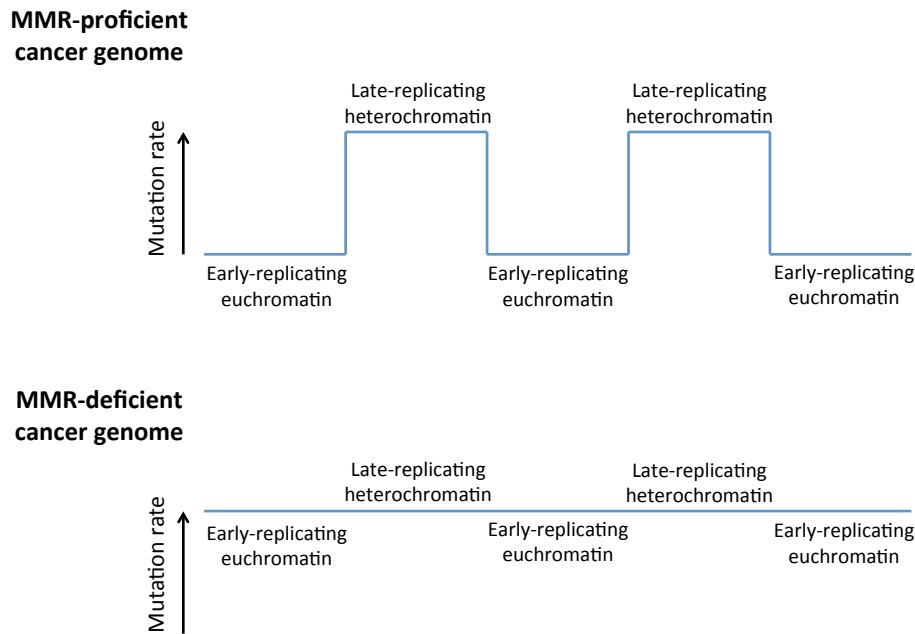 MMR-proficient
cancer genome
Late-replicating
heterochromatin
Late-replicating
heterochromatin
Mutation rate
Early-replicating
euchromatin
Early-replicating
euchromatin
Early-replicating
euchromatin
MMR-deficient
cancer genome
Late-replicating
heterochromatin
Late-replicating
heterochromatin
Mutation rate
Early-replicating
euchromatin
Early-replicating
euchromatin
Early-replicating
euchromatin